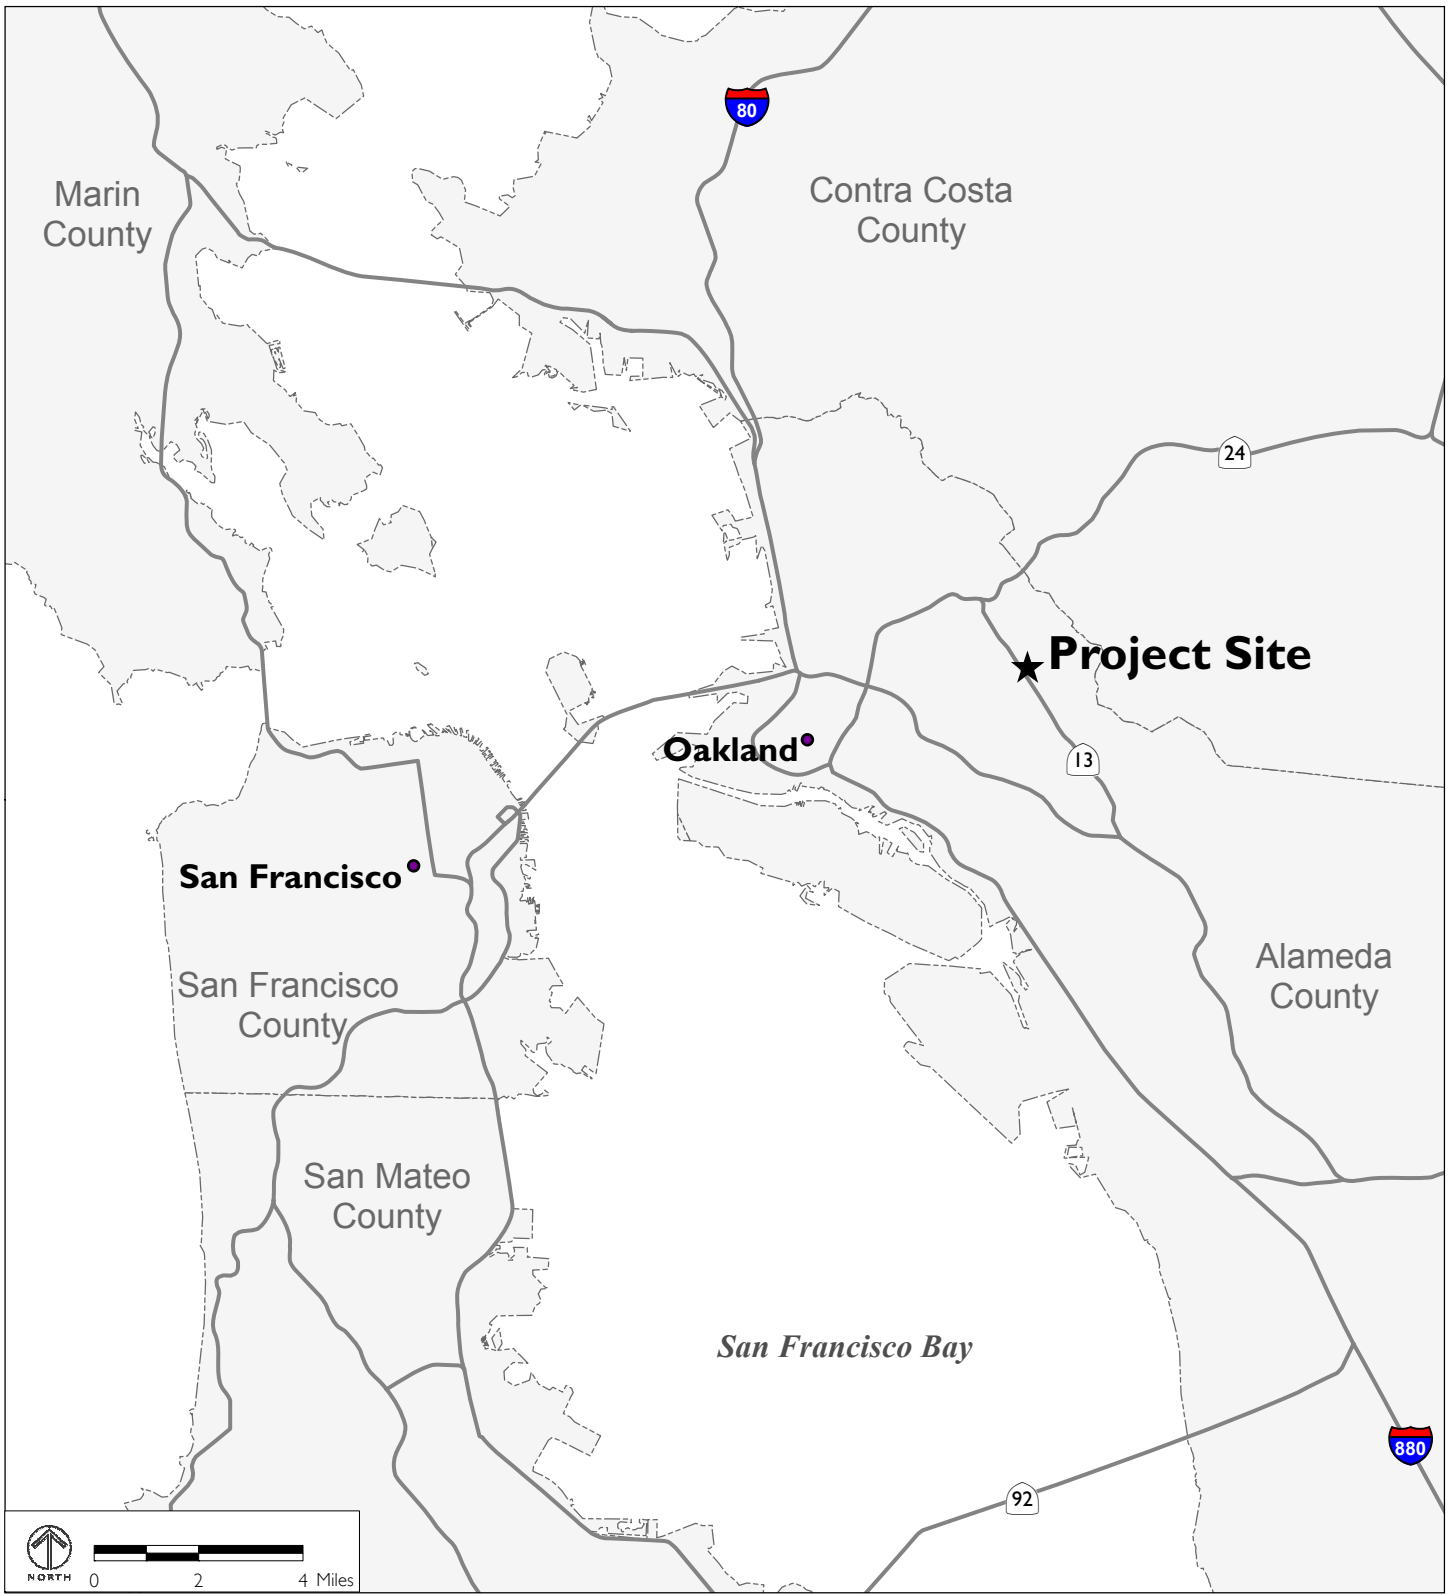 80
Marin
County
Contra Costa
County
24
Project Site
Oakland
13
San Francisco
Alameda
County
San Francisco
County
San Mateo
County
San Francisco Bay
880
92
NORTH
0 2 4 Miles